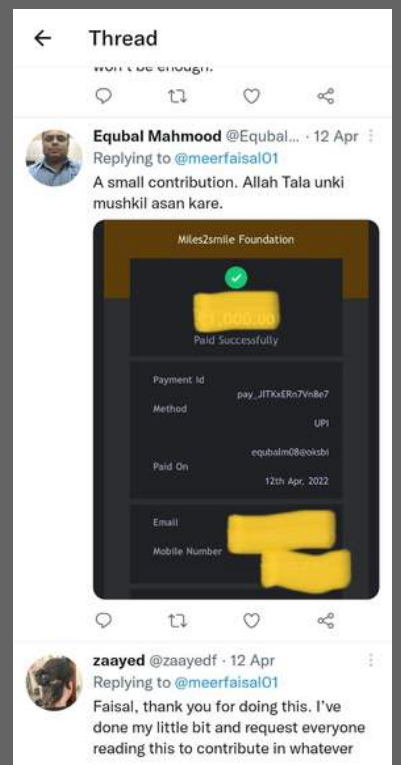 Thread
won't be enough.
Equbal Mahmood @Equbal... · 12 Apr
Replying to @meerfaisal01
A small contribution. Allah Tala unki
mushkil asan kare.
Miles2smile Foundation
Paid Successfully
Payment Id
pay_JITKxERn7Vn8e7
Method
UPI
equbalm08@oksbi
Paid On
12th Apr, 2022
Email
Mobile Number
zaayed @zaayedf · 12 Apr
Replying to @meerfaisal01
Faisal, thank you for doing this. I've
done my little bit and request everyone
reading this to contribute in whatever